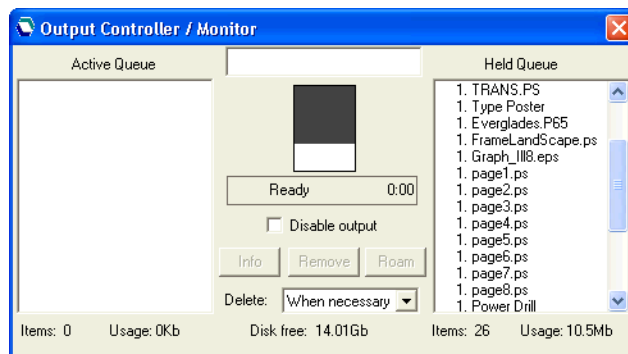 Output Controller / Monitor
Active Queue
Held Queue
1. TRANS.PS
1. Type Poster
1. Everglades.P65
1. FrameLandScape.ps
1. Graph_III8.eps
1. page1.ps
1. page2.ps
1. page3.ps
1. page4.ps
1. page5.ps
1. page6.ps
1. page7.ps
1. page8.ps
1. Power Drill
Ready 0:00
Disable output
Info Remove Roam
Delete: When necessary
Items: 0 Usage: 0Kb Disk free: 14.01Gb Items: 26 Usage: 10.5Mb